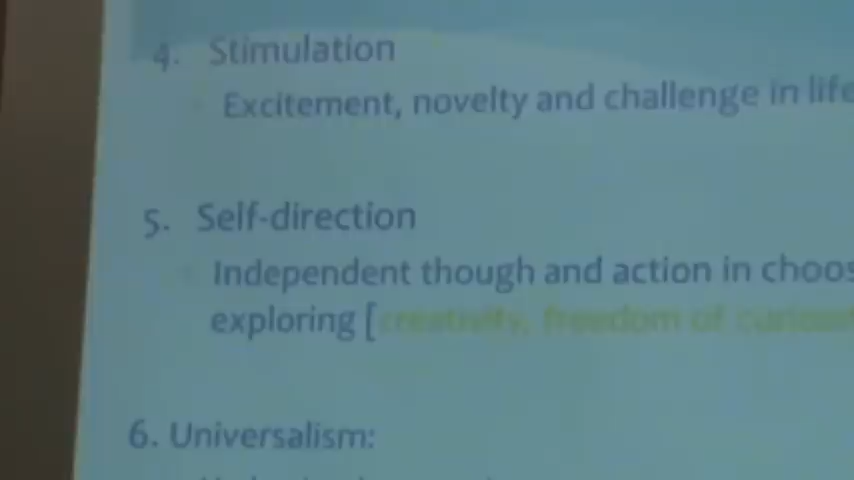 4. Stimulation
Excitement, novelty and challenge in life
5. Self-direction
Independent though and action in choos
exploring [creativity, freedom of
6. Universalism: